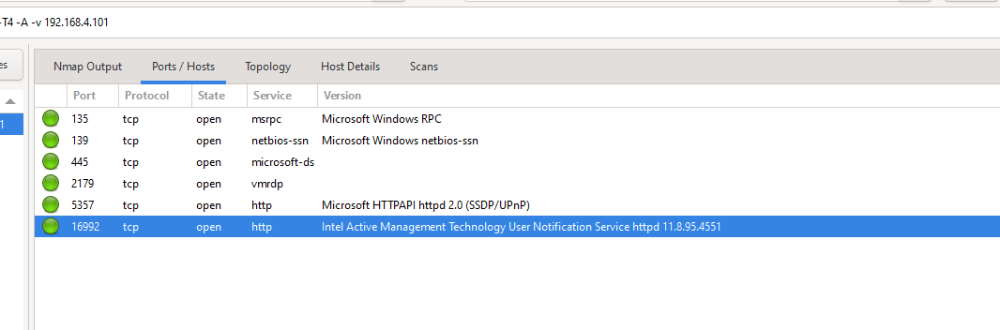 -T4 -A -v 192.168.4.101
es
Nmap Output Ports / Hosts Topology Host Details Scans
Port Protocol State Service Version
135 tcp open msrpc Microsoft Windows RPC
1
139 tcp open netbios-ssn Microsoft Windows netbios-ssn
445 tcp open microsoft-ds
2179 tcp open vmrdp
5357 tcp open http Microsoft HTTPAPI httpd 2.0 (SSDP/UPnP)
16992 tcp open http Intel Active Management Technology User Notification Service httpd 11.8.95.4551